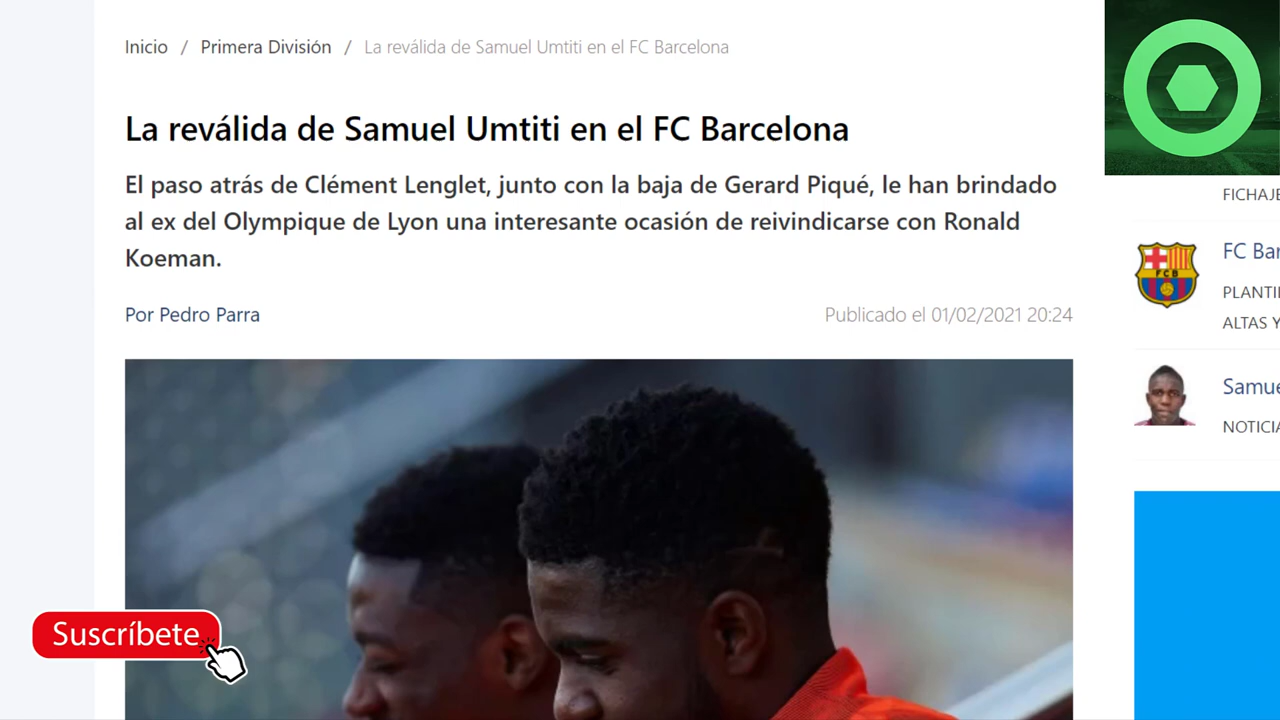 Inicio / Primera División / La reválida de Samuel Umtiti en el FC Barcelona
La reválida de Samuel Umtiti en el FC Barcelona
El paso atrás de Clément Lenglet, junto con la baja de Gerard Piqué, le han brindado
al ex del Olympique de Lyon una interesante ocasión de reivindicarse con Ronald
Koeman.
Por Pedro Parra
Publicado el 01/02/2021 20:24
FICHAJE
FC Bar
PLANTI
ALTAS Y
Samue
NOTICIA
FCB
Suscríbete